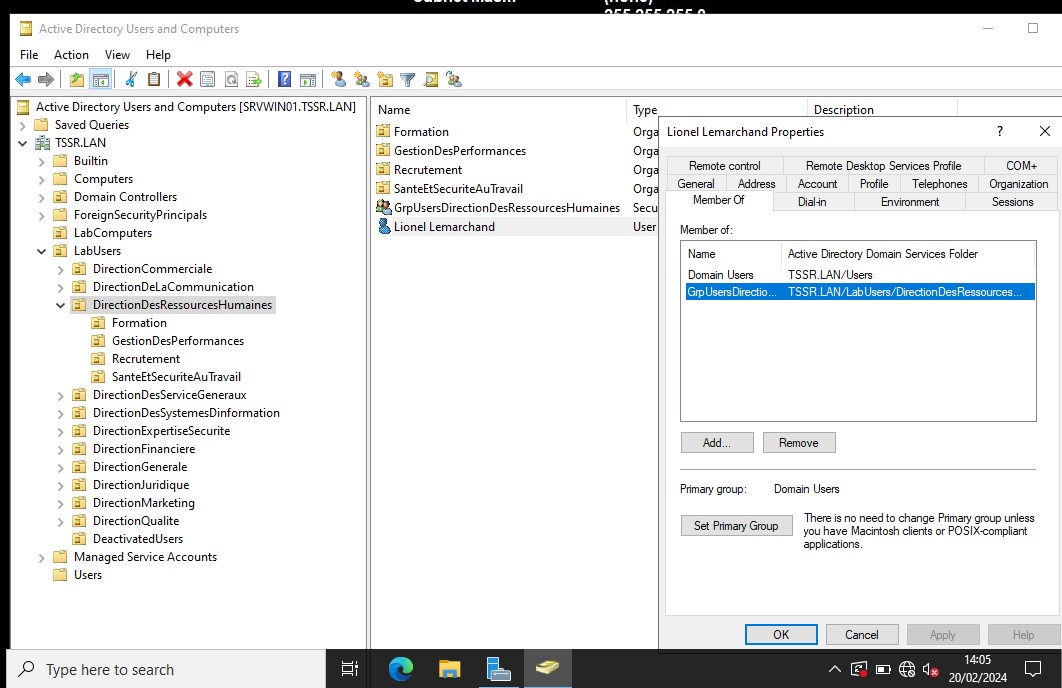 Subnet Mask:
(none)
255.255.255.0
Active Directory Users and Computers
File Action View Help
Active Directory Users and Computers [SRVWIN01.TSSR.LAN]
Saved Queries
TSSR.LAN
Builtin
Computers
Domain Controllers
ForeignSecurityPrincipals
LabComputers
LabUsers
DirectionCommerciale
DirectionDeLaCommunication
DirectionDesRessourcesHumaines
Formation
GestionDesPerformances
Recrutement
SanteEtSecuriteAuTravail
DirectionDesServiceGeneraux
DirectionDesSystemesDinformation
DirectionExpertiseSecurite
DirectionFinanciere
DirectionGenerale
DirectionJuridique
DirectionMarketing
DirectionQualite
DeactivatedUsers
Managed Service Accounts
Users
Name Type Description
Formation Orga
GestionDesPerformances Orga
Recrutement Orga
SanteEtSecuriteAuTravail Orga
GrpUsersDirectionDesRessourcesHumaines Secu
Lionel Lemarchand User
Lionel Lemarchand Properties ?
Remote control Remote Desktop Services Profile COM+
General Address Account Profile Telephones Organization
Member Of Dial-in Environment Sessions
Member of:
Name Active Directory Domain Services Folder
Domain Users TSSR.LAN/Users
GrpUsersDirectio... TSSR.LAN/LabUsers/DirectionDesRessources...
Add... Remove
Primary group: Domain Users
Set Primary Group
There is no need to change Primary group unless
you have Macintosh clients or POSIX-compliant
applications.
OK Cancel Apply Help
Type here to search
14:05
20/02/2024